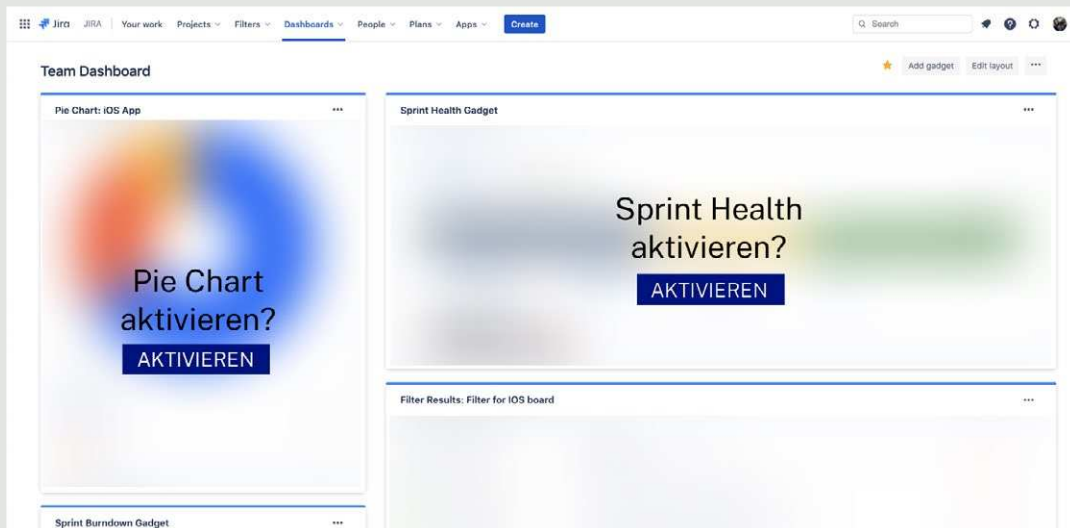 Jira JIRA Your work Projects Filters Dashboards People Plans Apps Create Search
Team Dashboard
Add gadget Edit layout
Pie Chart: iOS App
Pie Chart
aktivieren?
AKTIVIEREN
Sprint Health Gadget
Sprint Health
aktivieren?
AKTIVIEREN
Filter Results: Filter for IOS board
Sprint Burndown Gadget